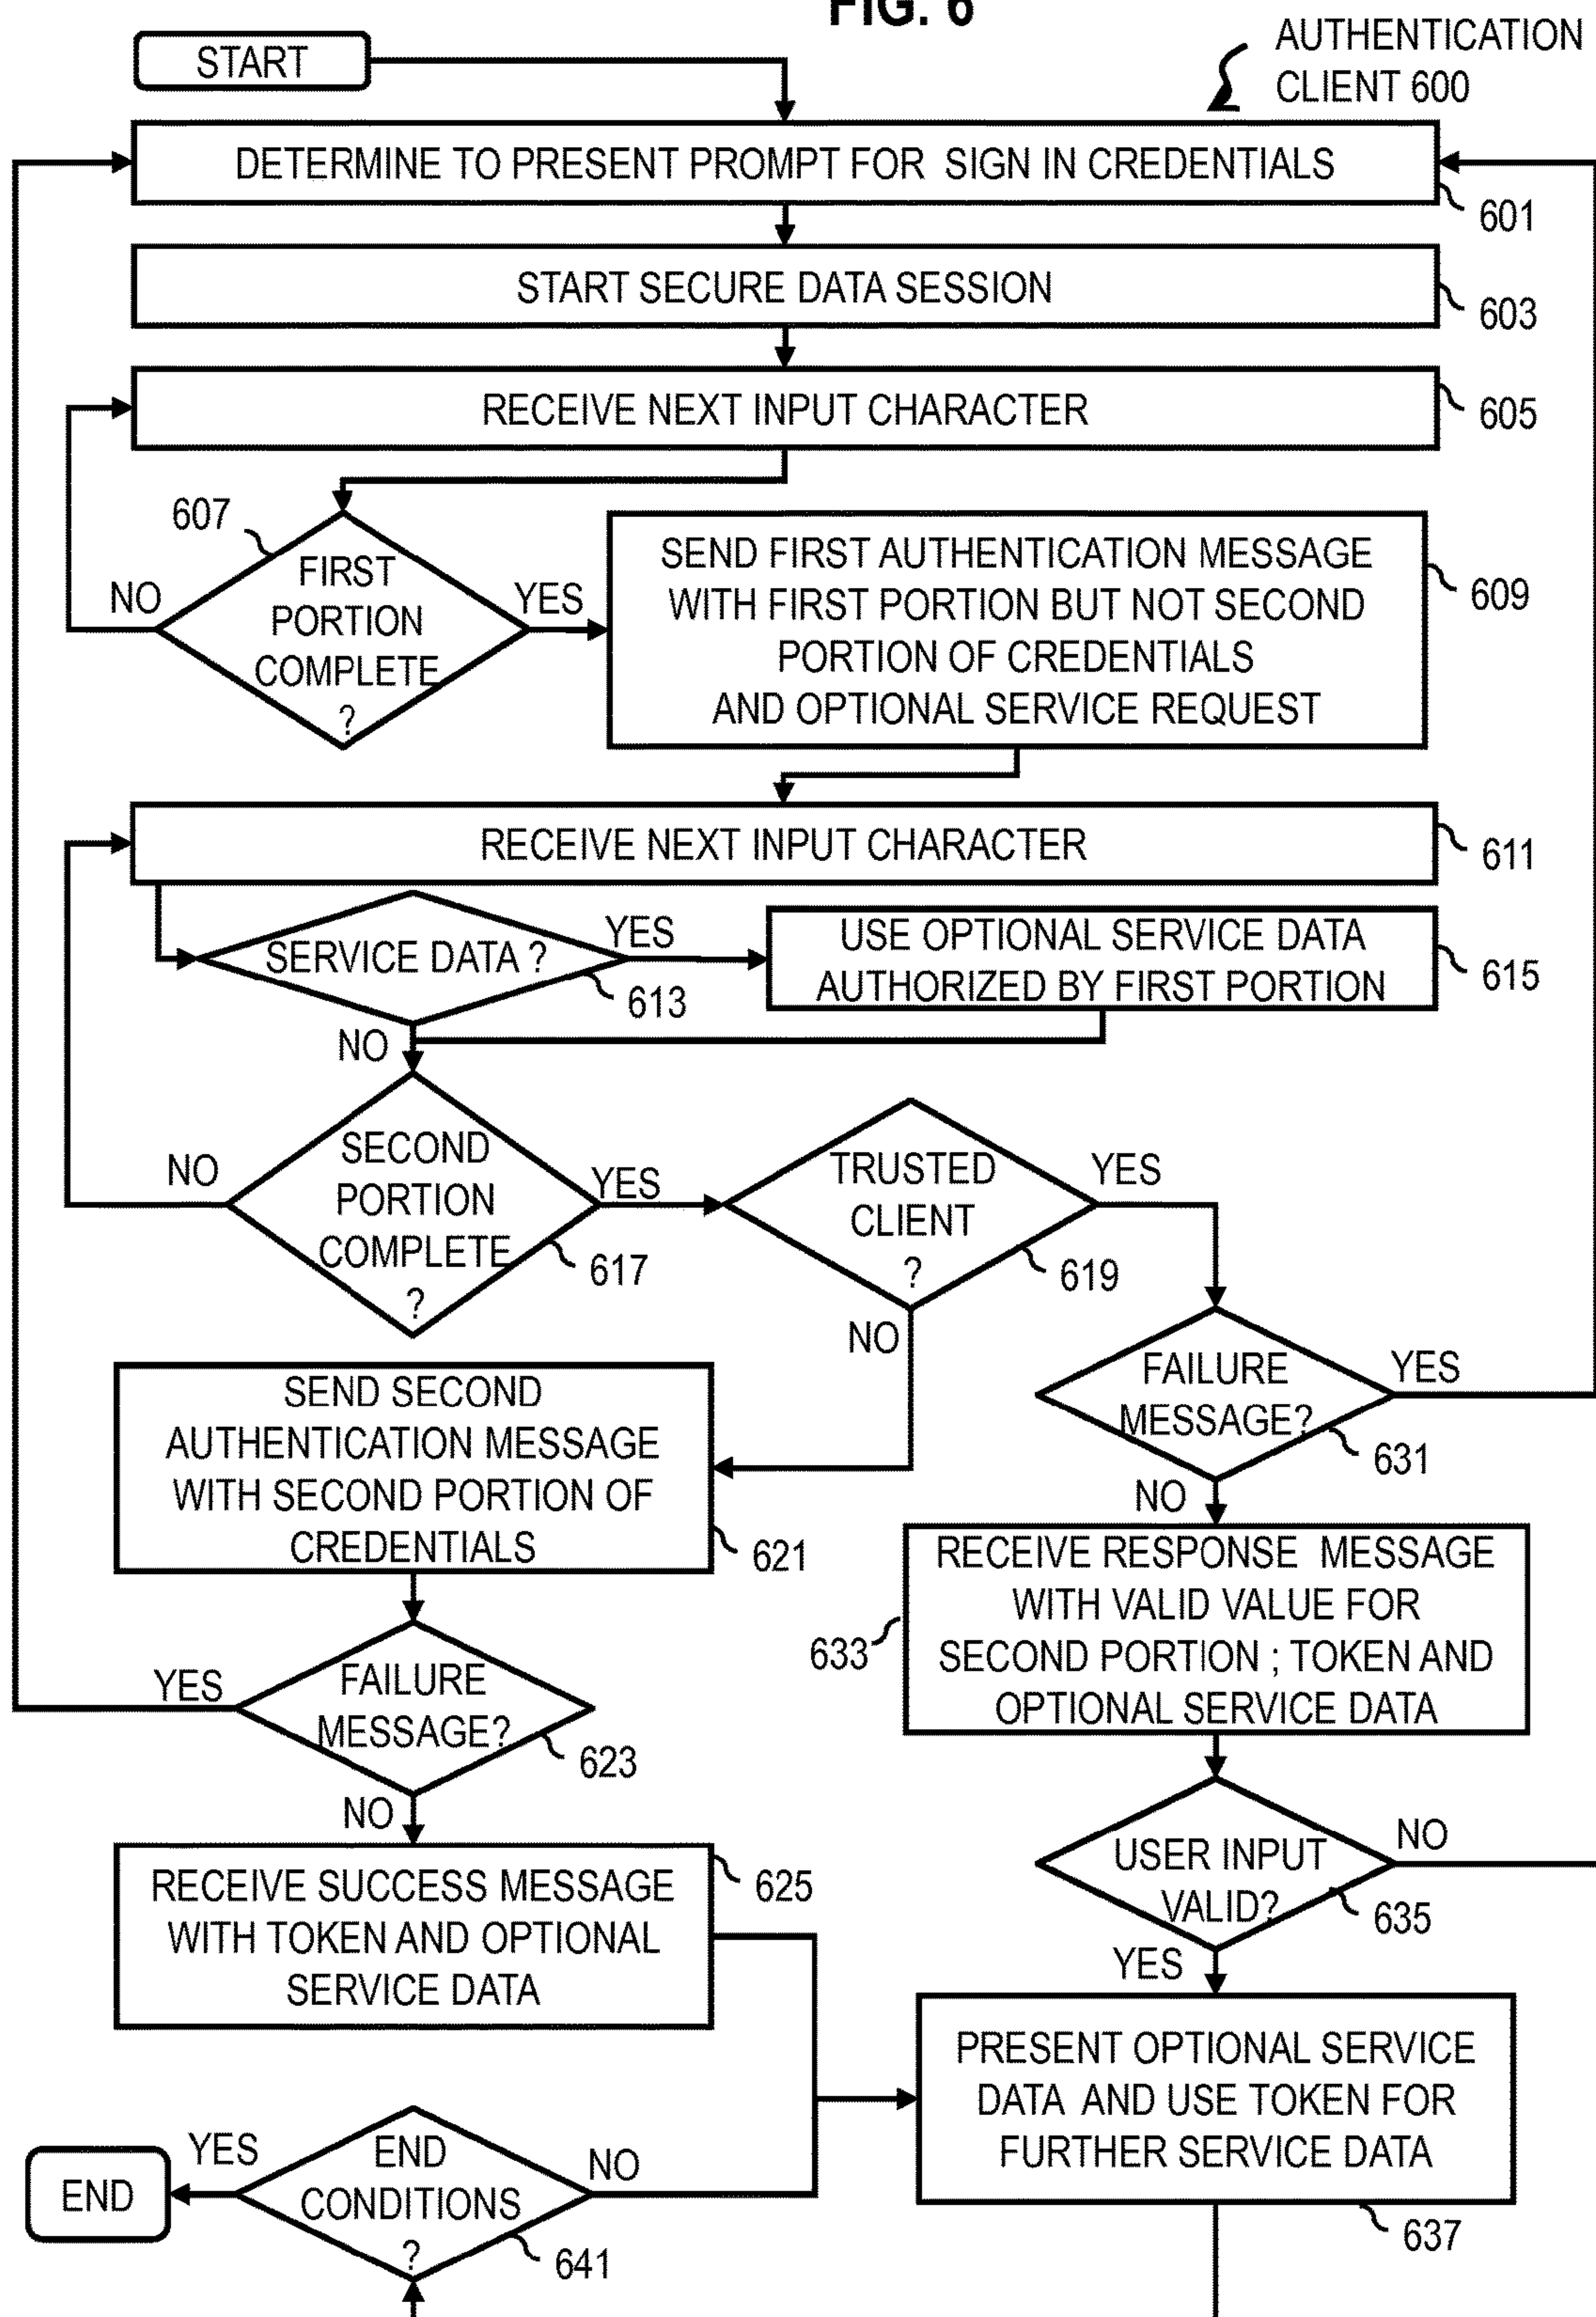 FIG. 6
AUTHENTICATION
CLIENT 600
START
DETERMINE TO PRESENT PROMPT FOR SIGN IN CREDENTIALS
601
START SECURE DATA SESSION
603
RECEIVE NEXT INPUT CHARACTER
605
607
FIRST
PORTION
COMPLETE
?
NO
YES
SEND FIRST AUTHENTICATION MESSAGE
WITH FIRST PORTION BUT NOT SECOND
PORTION OF CREDENTIALS
AND OPTIONAL SERVICE REQUEST
609
RECEIVE NEXT INPUT CHARACTER
611
SERVICE DATA ?
YES
613
NO
USE OPTIONAL SERVICE DATA
AUTHORIZED BY FIRST PORTION
615
SECOND
PORTION
COMPLETE
?
NO
YES
617
TRUSTED
CLIENT
?
YES
619
NO
SEND SECOND
AUTHENTICATION MESSAGE
WITH SECOND PORTION OF
CREDENTIALS
621
FAILURE
MESSAGE?
YES
631
NO
RECEIVE RESPONSE MESSAGE
WITH VALID VALUE FOR
SECOND PORTION ; TOKEN AND
OPTIONAL SERVICE DATA
633
FAILURE
MESSAGE?
YES
623
NO
RECEIVE SUCCESS MESSAGE
WITH TOKEN AND OPTIONAL
SERVICE DATA
625
USER INPUT
VALID?
NO
635
YES
PRESENT OPTIONAL SERVICE
DATA AND USE TOKEN FOR
FURTHER SERVICE DATA
637
END
CONDITIONS
?
YES
NO
641
END